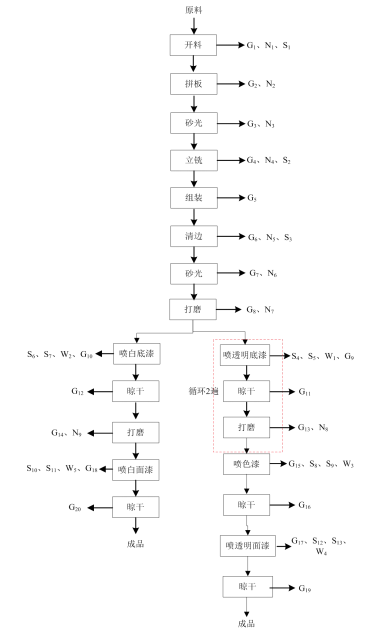 原料
开料
G₁、N₁、S₁
拼板
G₂、N₂
砂光
G₃、N₃
立铣
G₄、N₄、S₂
组装
G₅
清边
G₆、N₅、S₃
砂光
G₇、N₆
打磨
G₈、N₇
S₆、S₇、W₂、G₁₀
喷白底漆
喷透明底漆
S₄、S₅、W₁、G₉
G₁₂
晾干
循环2遍
晾干
G₁₁
G₁₄、N₉
打磨
打磨
G₁₃、N₈
S₁₀、S₁₁、W₅、G₁₈
喷白面漆
喷色漆
G₁₅、S₈、S₉、W₃
G₂₀
晾干
晾干
G₁₆
成品
喷透明面漆
G₁₇、S₁₂、S₁₃、
W₄
晾干
G₁₉
成品